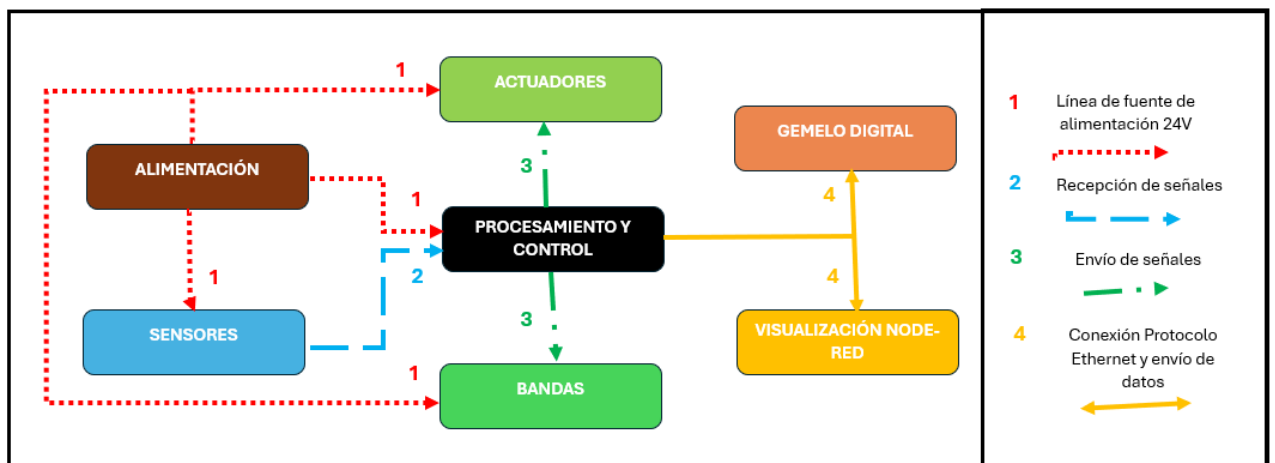 1
ACTUADORES
GEMELO DIGITAL
ALIMENTACIÓN
3
4
1
PROCESAMIENTO Y
CONTROL
1
2
4
SENSORES
3
VISUALIZACIÓN NODE-
RED
1
BANDAS
1
Línea de fuente de
alimentación 24V
2
Recepción de señales
3
Envío de señales
4
Conexión Protocolo
Ethernet y envío de
datos